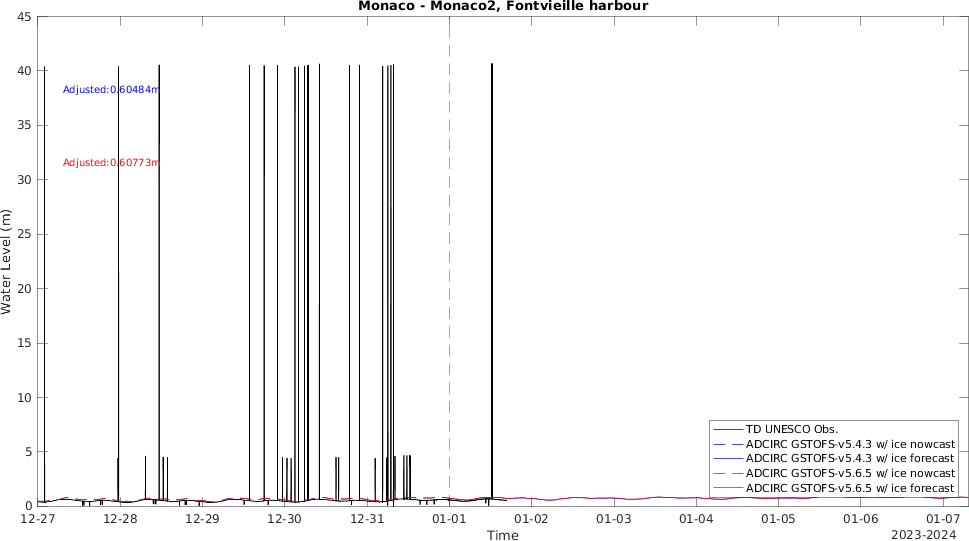 Monaco - Monaco2, Fontvieille harbour
45
40
35
30
25
20
15
10
5
0
Water Level (m)
Adjusted:0.60484m
Adjusted:0.60773m
TD UNESCO Obs.
ADCIRC GSTOFS-v5.4.3 w/ ice nowcast
ADCIRC GSTOFS-v5.4.3 w/ ice forecast
ADCIRC GSTOFS-v5.6.5 w/ ice nowcast
ADCIRC GSTOFS-v5.6.5 w/ ice forecast
12-27 12-28 12-29 12-30 12-31 01-01 01-02 01-03 01-04 01-05 01-06 01-07
Time
2023-2024